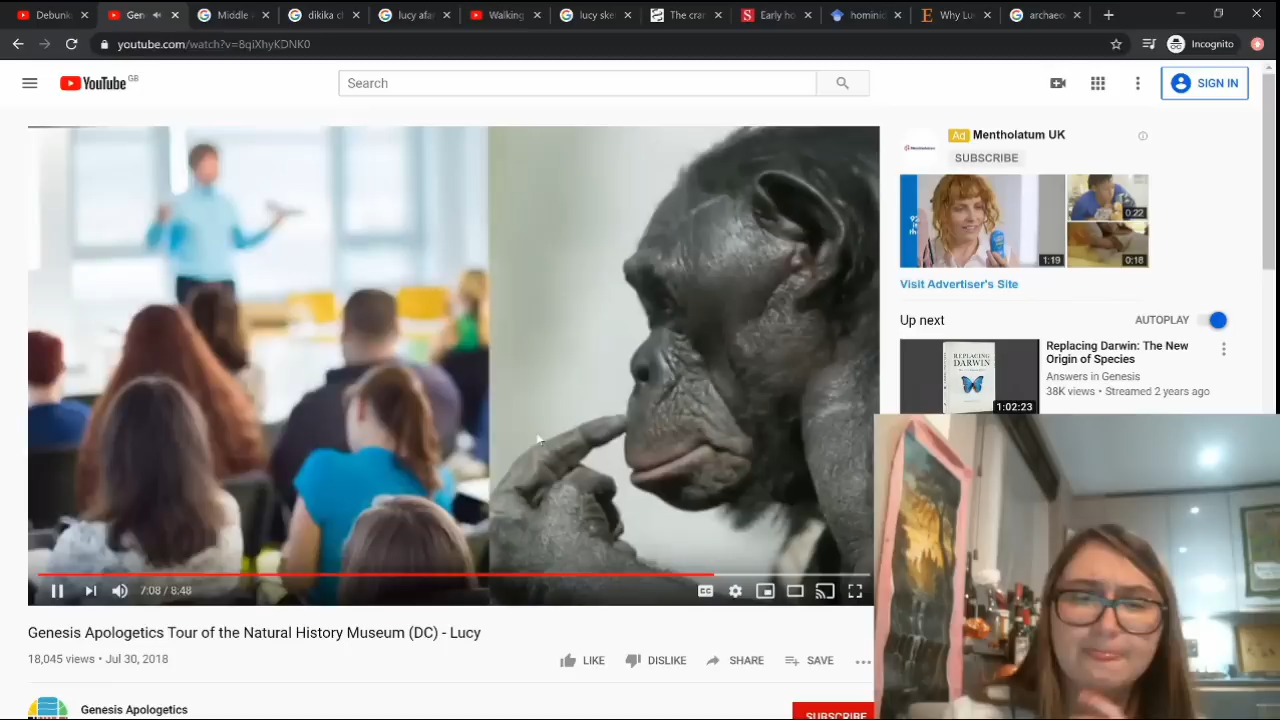 Debunki
Gen
Middle
dikika c
lucy afa
Walking
lucy ske
The cra
Early ho
hominic
Why Lu
archaec
youtube.com/watch?v=8qiXhyKDNK0
Incognito
YouTube GB
Search
SIGN IN
Ad Mentholatum UK
SUBSCRIBE
1:19
0:22
0:18
Visit Advertiser's Site
Up next
AUTOPLAY
REPLACING
DARWIN
1:02:23
Replacing Darwin: The New
Origin of Species
Answers in Genesis
38K views • Streamed 2 years ago
7:08 / 8:48
CC
Genesis Apologetics Tour of the Natural History Museum (DC) - Lucy
18,045 views • Jul 30, 2018
LIKE
DISLIKE
SHARE
SAVE
Genesis Apologetics
SUBSCRIBE